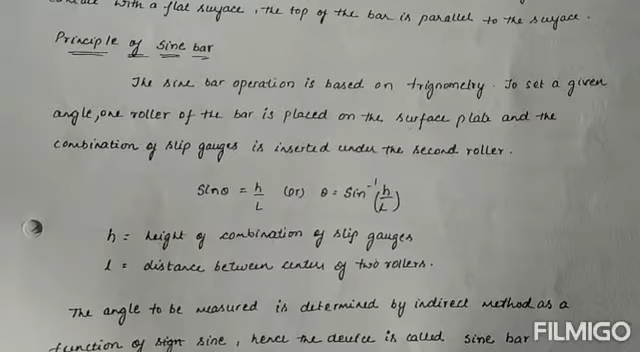 contact with a flat surface, the top of the bar is parallel to the surface.
Principle of sine bar
The sine bar operation is based on trignometry. To set a given
angle, one roller of the bar is placed on the surface plate and the
combination of slip gauges is inserted under the second roller.
Sinθ = h/L (or) θ = Sin⁻¹(h/L)
h = height of combination of slip gauges
l = distance between centers of two rollers.
The angle to be measured is determined by indirect method as a
function of sign sine, hence the device is called sine bar
FILMIGO